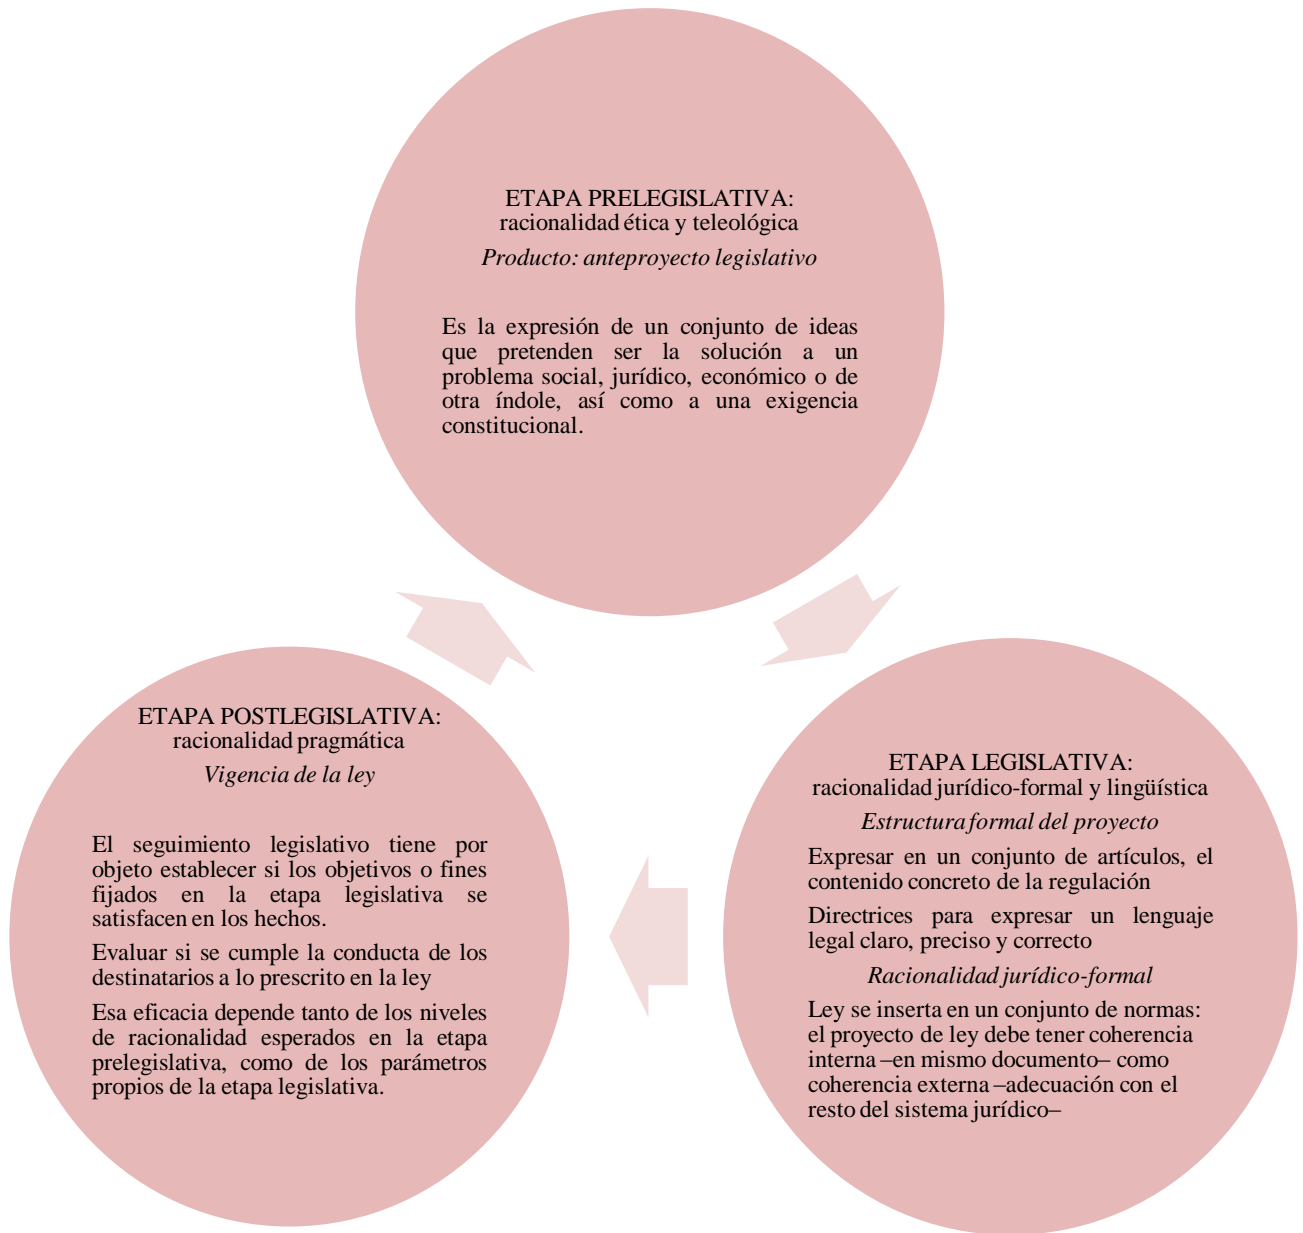 ETAPA PRELEGISLATIVA:
racionalidad ética y teleológica
Producto: anteproyecto legislativo
Es la expresión de un conjunto de ideas
que pretenden ser la solución a un
problema social, jurídico, económico o de
otra índole, así como a una exigencia
constitucional.
ETAPA LEGISLATIVA:
racionalidad jurídico-formal y lingüística
Estructura formal del proyecto
Expresar en un conjunto de artículos, el
contenido concreto de la regulación
Directrices para expresar un lenguaje
legal claro, preciso y correcto
Racionalidad jurídico-formal
Ley se inserta en un conjunto de normas:
el proyecto de ley debe tener coherencia
interna –en mismo documento– como
coherencia externa –adecuación con el
resto del sistema jurídico–
ETAPA POSTLEGISLATIVA:
racionalidad pragmática
Vigencia de la ley
El seguimiento legislativo tiene por
objeto establecer si los objetivos o fines
fijados en la etapa legislativa se
satisfacen en los hechos.
Evaluar si se cumple la conducta de los
destinatarios a lo prescrito en la ley
Esa eficacia depende tanto de los niveles
de racionalidad esperados en la etapa
prelegislativa, como de los parámetros
propios de la etapa legislativa.